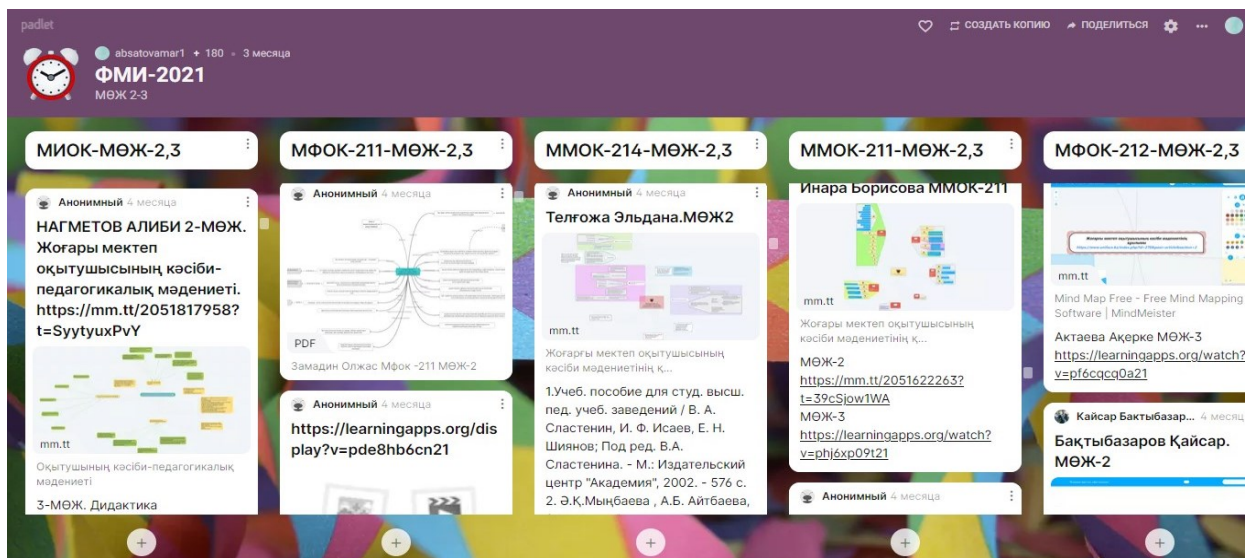 padlet
СОЗДАТЬ КОПИЮ
ПОДЕЛИТЬСЯ
absatovamar1 + 180 • 3 месяца
ФМИ-2021
МӨЖ 2-3
МИОК-МӨЖ-2,3
Анонимный 4 месяца
НАГМЕТОВ АЛИБИ 2-МӨЖ.
Жоғары мектеп
оқытушысының кәсіби-
педагогикалық мәдениеті.
https://mm.tt/2051817958?
t=SyytyuxPvY
mm.tt
Оқытушының кәсіби-педагогикалық
мәдениеті
3-МӨЖ. Дидактика
МФОК-211-МӨЖ-2,3
Анонимный 4 месяца
PDF
Замадин Олжас Мфок -211 МӨЖ-2
Анонимный 4 месяца
https://learningapps.org/dis
play?v=pde8hb6cn21
ММОК-214-МӨЖ-2,3
Анонимный 4 месяца
Телғожа Эльдана.МӨЖ2
mm.tt
Жоғарғы мектеп оқытушысының
кәсіби мәдениетінің қ...
1.Учеб. пособие для студ. высш.
пед. учеб. заведений / В. А.
Сластенин, И. Ф. Исаев, Е. Н.
Шиянов; Под ред. В.А.
Сластенина. - М.: Издательский
центр "Академия", 2002. - 576 с.
2. Ә.Қ.Мыңбаева , А.Б. Айтбаева,
ММОК-211-МӨЖ-2,3
Инара Борисова ММОК-211
mm.tt
Жоғары мектеп оқытушысының
кәсіби мәдениетінің қ...
МӨЖ-2
https://mm.tt/2051622263?
t=39cSjow1WA
МӨЖ-3
https://learningapps.org/watch?
v=phj6xp09t21
Анонимный 4 месяца
МФОК-212-МӨЖ-2,3
mm.tt
Mind Map Free - Free Mind Mapping
Software | MindMeister
Актаева Ақерке МӨЖ-3
https://learningapps.org/watch?
v=pf6cqcq0a21
Кайсар Бактыбазар... 4 месяц
Бақтыбазаров Қайсар.
МӨЖ-2